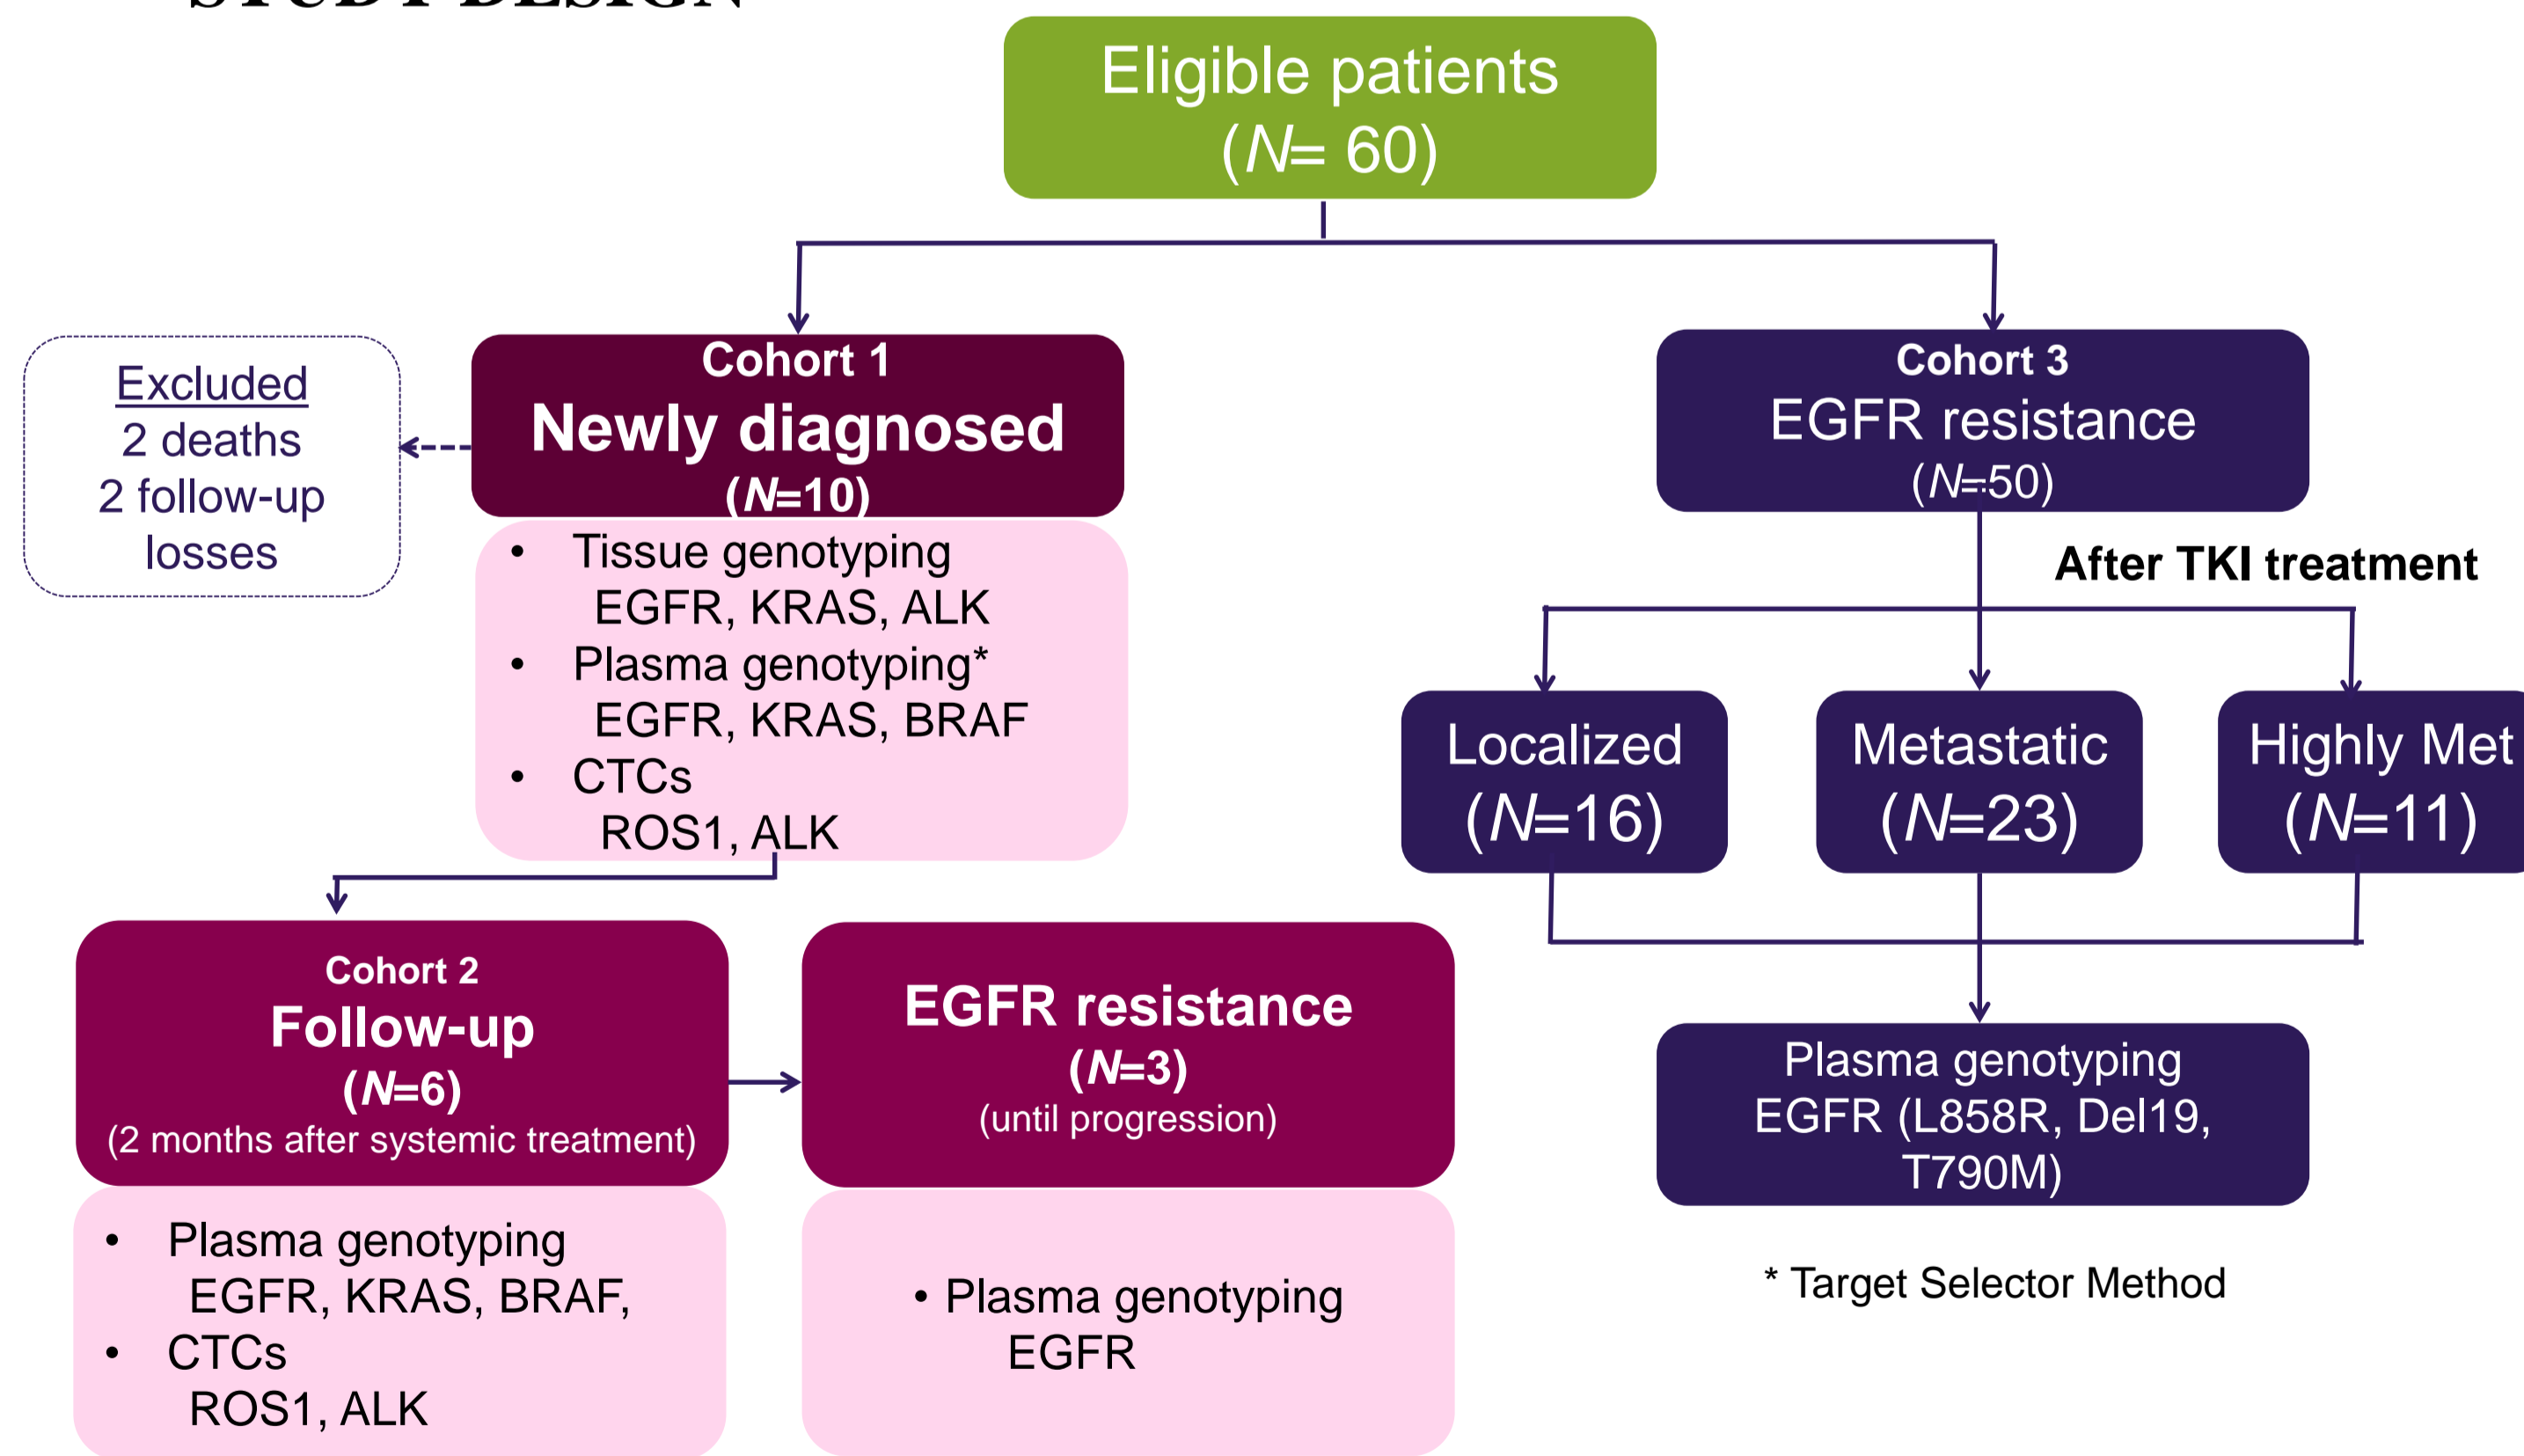 STUDY DESIGN
Eligible patients
(N= 60)
Excluded
2 deaths
2 follow-up
losses
Cohort 1
Newly diagnosed
(N=10)
• Tissue genotyping
EGFR, KRAS, ALK
• Plasma genotyping*
EGFR, KRAS, BRAF
• CTCs
ROS1, ALK
Cohort 2
Follow-up
(N=6)
(2 months after systemic treatment)
• Plasma genotyping
EGFR, KRAS, BRAF,
• CTCs
ROS1, ALK
EGFR resistance
(N=3)
(until progression)
• Plasma genotyping
EGFR
Cohort 3
EGFR resistance
(N=50)
After TKI treatment
Localized
(N=16)
Metastatic
(N=23)
Highly Met
(N=11)
Plasma genotyping
EGFR (L858R, Del19,
T790M)
* Target Selector Method